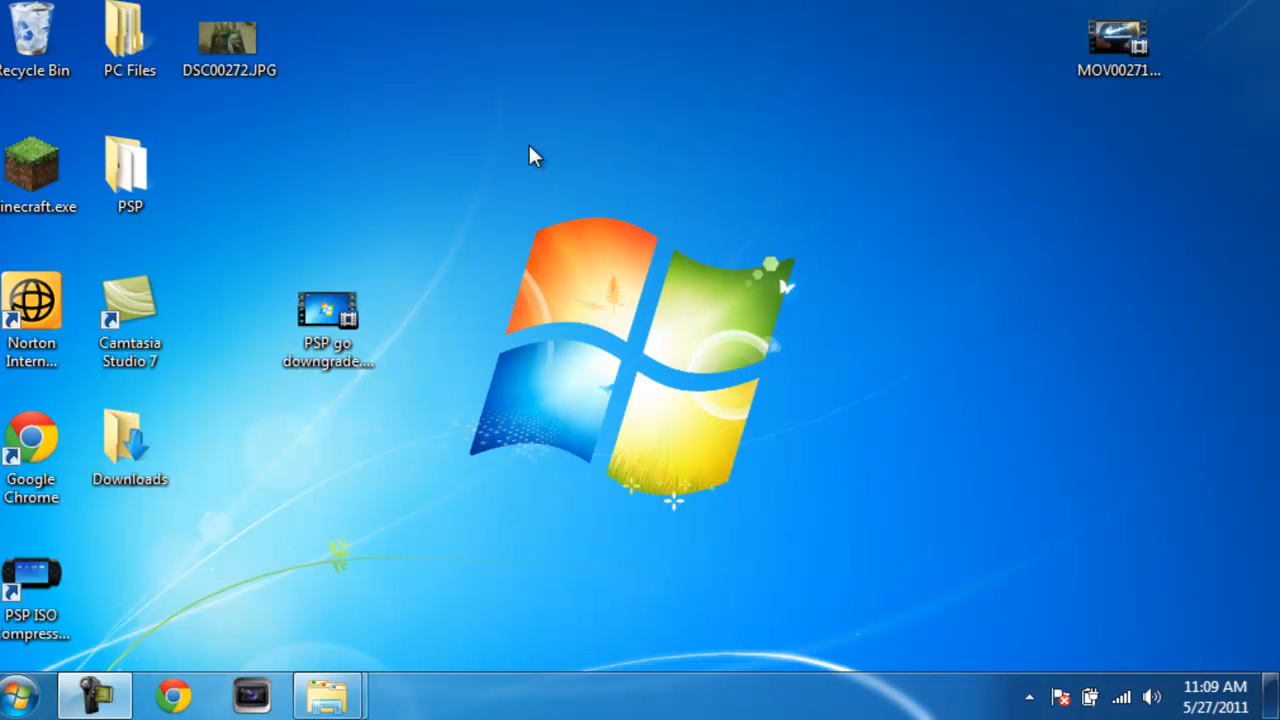 Recycle Bin
PC Files
DSC00272.JPG
MOV00271...
inecraft.exe
PSP
Norton
Intern...
Camtasia
Studio 7
PSP go
downgrade....
Google
Chrome
Downloads
PSP ISO
Compress...
11:09 AM
5/27/2011